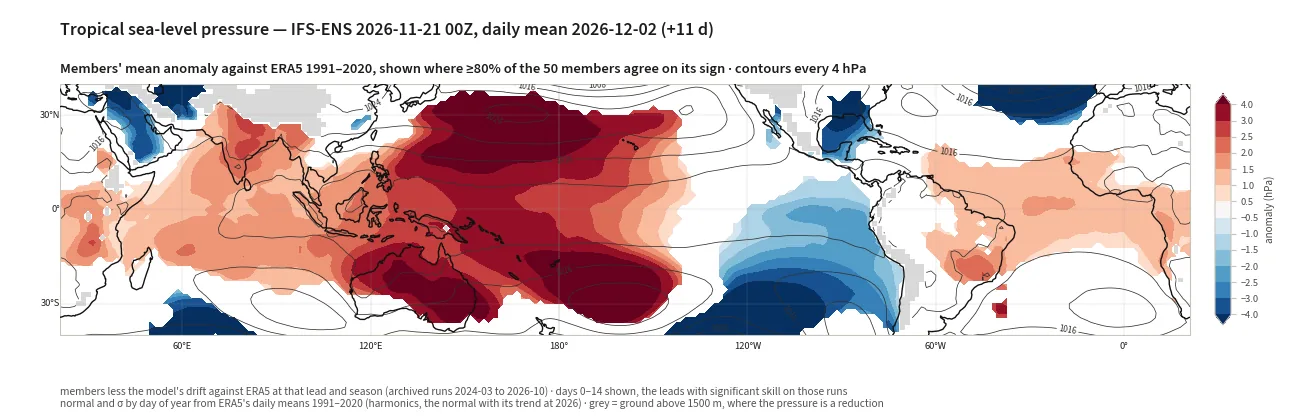 Tropical sea-level pressure — IFS-ENS 2026-11-21 00Z, daily mean 2026-12-02 (+11 d)
Members' mean anomaly against ERA5 1991–2020, shown where ≥80% of the 50 members agree on its sign · contours every 4 hPa
30°N
0°
30°S
60°E
120°E
180°
120°W
60°W
0°
1016
1024
1016
1008
1016
1016
1016
1016
1016
4.0
3.0
2.5
2.0
1.5
1.0
0.5
−0.5
−1.0
−1.5
−2.0
−2.5
−3.0
−4.0
anomaly (hPa)
members less the model's drift against ERA5 at that lead and season (archived runs 2024-03 to 2026-10) · days 0–14 shown, the leads with significant skill on those runs
normal and σ by day of year from ERA5's daily means 1991–2020 (harmonics, the normal with its trend at 2026) · grey = ground above 1500 m, where the pressure is a reduction